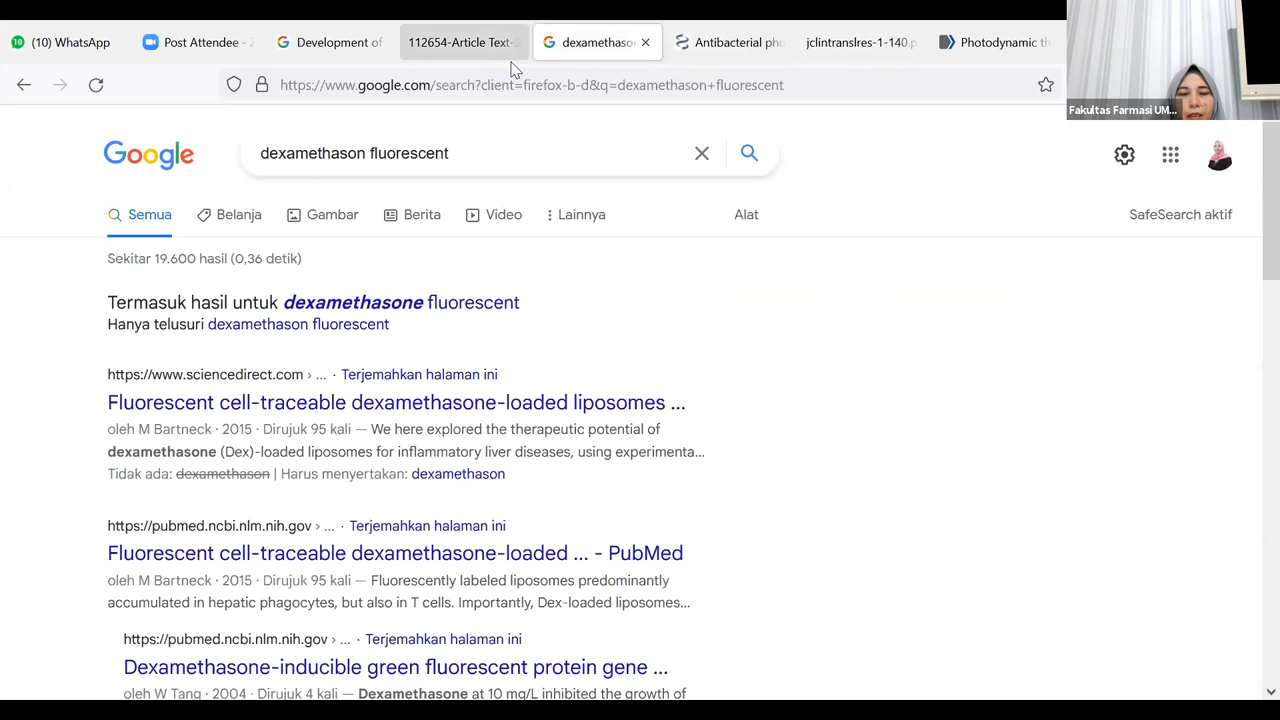 (10) WhatsApp
Post Attendee - Z
Development of
112654-Article Text-2
dexamethason
Antibacterial pho
jclintranslres-1-140.p
Photodynamic th
https://www.google.com/search?client=firefox-b-d&q=dexamethason+fluorescent
Fakultas Farmasi UM...
Google
dexamethason fluorescent
Semua
Belanja
Gambar
Berita
Video
Lainnya
Alat
SafeSearch aktif
Sekitar 19.600 hasil (0,36 detik)
Termasuk hasil untuk dexamethasone fluorescent
Hanya telusuri dexamethason fluorescent
https://www.sciencedirect.com › ... · Terjemahkan halaman ini
Fluorescent cell-traceable dexamethasone-loaded liposomes ...
oleh M Bartneck · 2015 · Dirujuk 95 kali — We here explored the therapeutic potential of
dexamethasone (Dex)-loaded liposomes for inflammatory liver diseases, using experimenta...
Tidak ada: dexamethason | Harus menyertakan: dexamethason
https://pubmed.ncbi.nlm.nih.gov › ... · Terjemahkan halaman ini
Fluorescent cell-traceable dexamethasone-loaded ... - PubMed
oleh M Bartneck · 2015 · Dirujuk 95 kali — Fluorescently labeled liposomes predominantly
accumulated in hepatic phagocytes, but also in T cells. Importantly, Dex-loaded liposomes...
https://pubmed.ncbi.nlm.nih.gov › ... · Terjemahkan halaman ini
Dexamethasone-inducible green fluorescent protein gene ...
oleh W Tang · 2004 · Dirujuk 4 kali — Dexamethasone at 10 mg/L inhibited the growth of